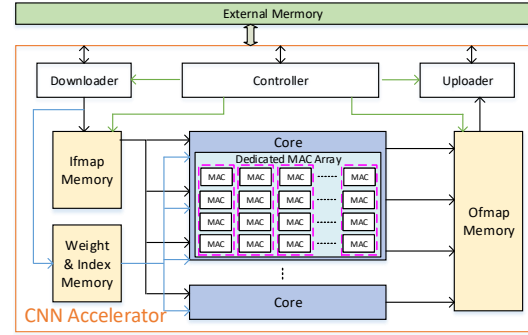 External Mermory
Downloader
Controller
Uploader
Core
Dedicated MAC Array
Ifmap
Memory
MAC MAC MAC MAC
MAC MAC MAC MAC
MAC MAC MAC MAC
MAC MAC MAC MAC
Ofmap
Memory
Weight
& Index
Memory
Core
CNN Accelerator